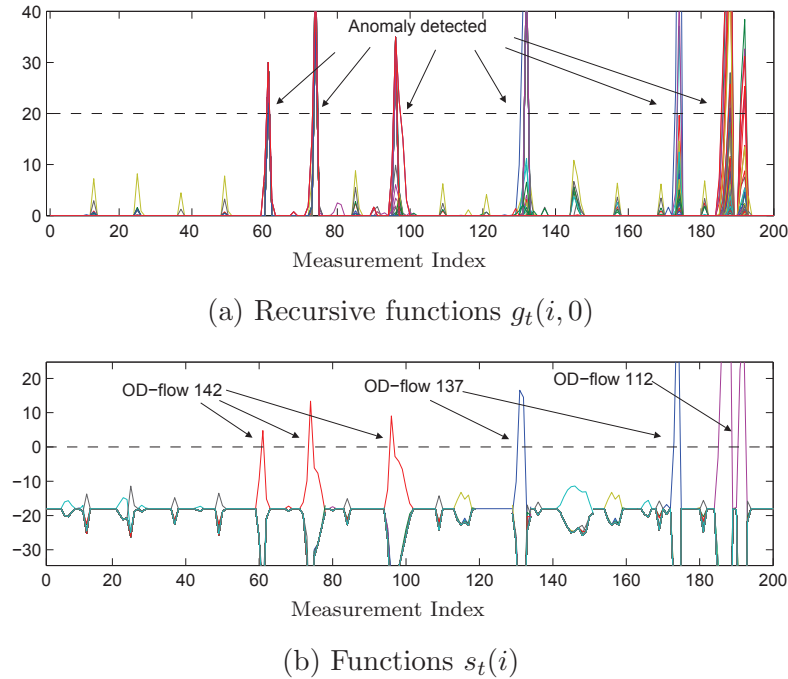 40
30
20
10
0
Anomaly detected
0 20 40 60 80 100 120 140 160 180 200
Measurement Index
(a) Recursive functions g_t(i, 0)
20
10
0
−10
−20
−30
OD−flow 142
OD−flow 137
OD−flow 112
0 20 40 60 80 100 120 140 160 180 200
Measurement Index
(b) Functions s_t(i)